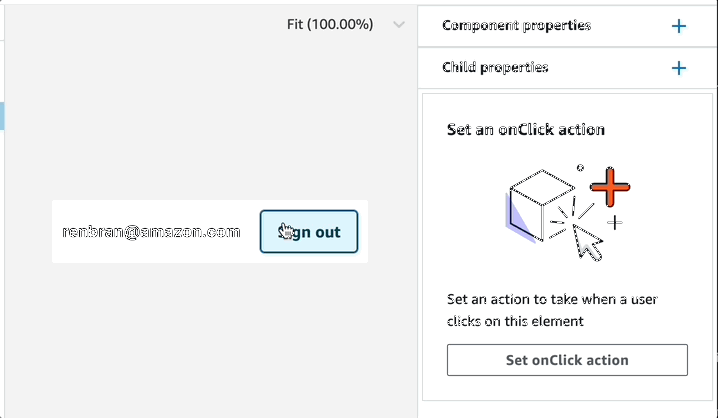 Fit (100.00%)
Component properties
Child properties
Set an onClick action
renbran@amazon.com
Sign out
Set an action to take when a user
clicks on this element
Set onClick action